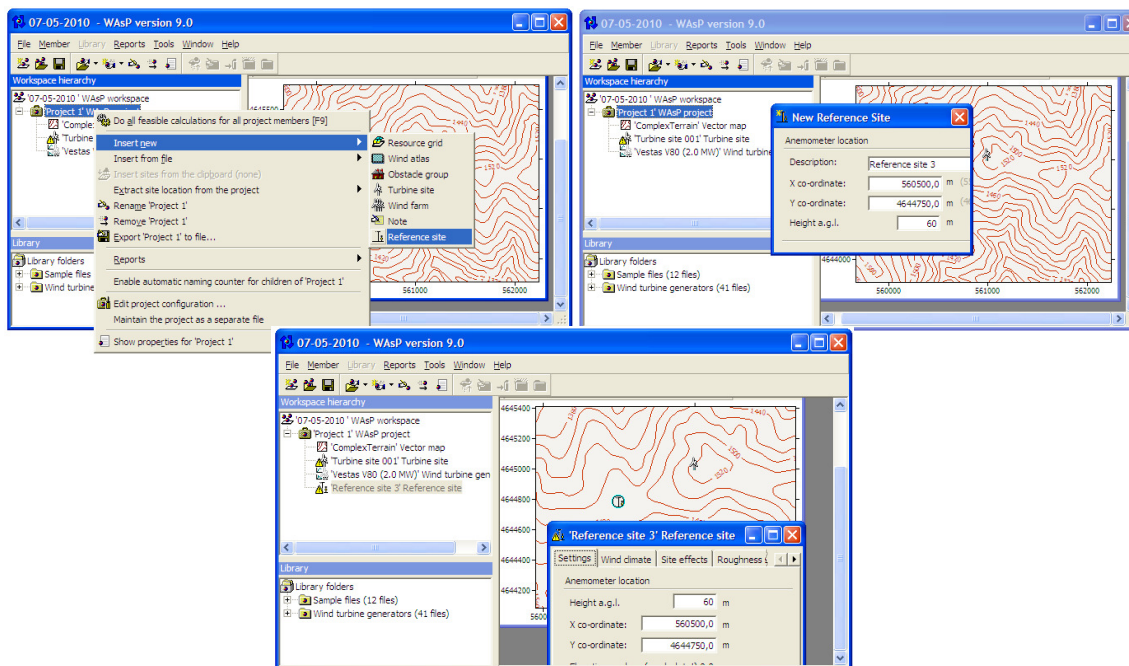 07-05-2010 - WAsP version 9.0
File Member Library Reports Tools Window Help
Workspace hierarchy
'07-05-2010 ' WAsP workspace
'Project 1' WAsP project
Do all feasible calculations for all project members [F9]
Insert new
Insert from file
Insert sites from the clipboard (none)
Extract site location from the project
Rename 'Project 1'
Remove 'Project 1'
Export 'Project 1' to file...
Reports
Enable automatic naming counter for children of 'Project 1'
Edit project configuration ...
Maintain the project as a separate file
Show properties for 'Project 1'
Resource grid
Wind atlas
Obstacle group
Turbine site
Wind farm
Note
Reference site
Library
Library folders
Sample files
Wind turbine
1440
1520
561000
562200
07-05-2010 - WAsP version 9.0
File Member Library Reports Tools Window Help
Workspace hierarchy
'07-05-2010 ' WAsP workspace
'Project 1' WAsP project
'ComplexTerrain' Vector map
'Turbine site 001' Turbine site
'Vestas V80 (2.0 MW)' Wind turbine
Library
Library folders
Sample files (12 files)
Wind turbine generators (41 files)
New Reference Site
Anemometer location
Description: Reference site 3
X co-ordinate: 560500,0 m
Y co-ordinate: 4644750,0 m
Height a.g.l. 60 m
1440
1520
1460
4644000
560000
561000
562200
07-05-2010 - WAsP version 9.0
File Member Library Reports Tools Window Help
Workspace hierarchy
'07-05-2010 ' WAsP workspace
'Project 1' WAsP project
'ComplexTerrain' Vector map
'Turbine site 001' Turbine site
'Vestas V80 (2.0 MW)' Wind turbine gen
'Reference site 3' Reference site
Library
Library folders
Sample files (12 files)
Wind turbine generators (41 files)
4645400
4645200
4645000
4644800
4644600
4644400
4644200
1440
1500
1520
'Reference site 3' Reference site
Settings Wind climate Site effects Roughness
Anemometer location
Height a.g.l. 60 m
X co-ordinate: 560500,0 m
Y co-ordinate: 4644750,0 m